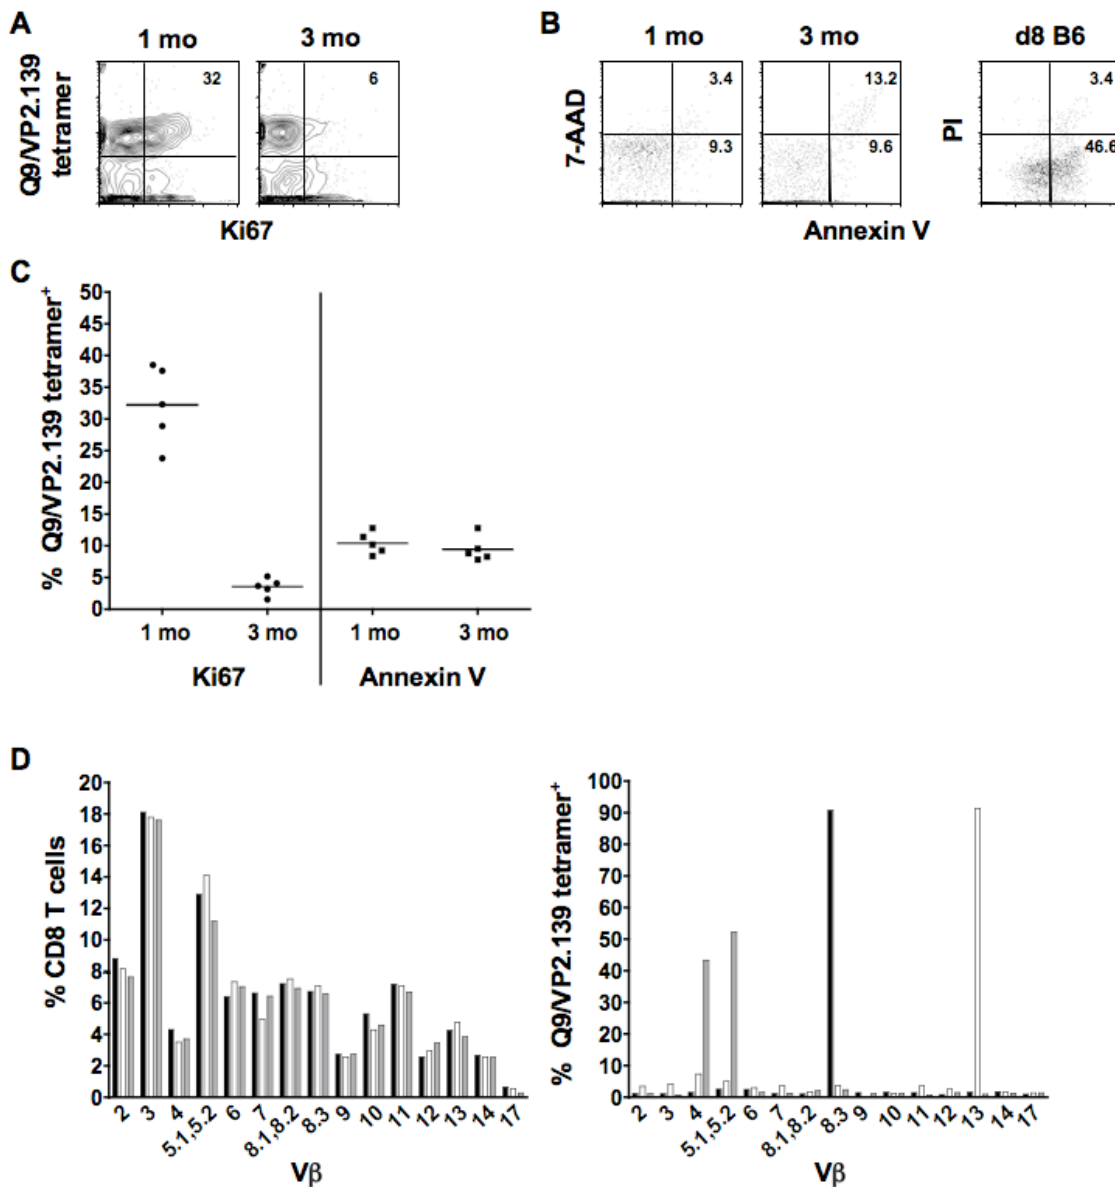 A
1 mo
3 mo
Q9/VP2.139
tetramer
32
6
Ki67
B
1 mo
3 mo
d8 B6
7-AAD
3.4
9.3
13.2
9.6
PI
3.4
46.6
Annexin V
C
% Q9/VP2.139 tetramer+
50
45
40
35
30
25
20
15
10
5
0
1 mo
3 mo
1 mo
3 mo
Ki67
Annexin V
D
% CD8 T cells
20
18
16
14
12
10
8
6
4
2
0
2
3
4
5.1,5.2
6
7
8.1,8.2
8.3
9
10
11
12
13
14
17
Vβ
% Q9/VP2.139 tetramer+
100
90
80
70
60
50
40
30
20
10
0
2
3
4
5.1,5.2
6
7
8.1,8.2
8.3
9
10
11
12
13
14
17
Vβ